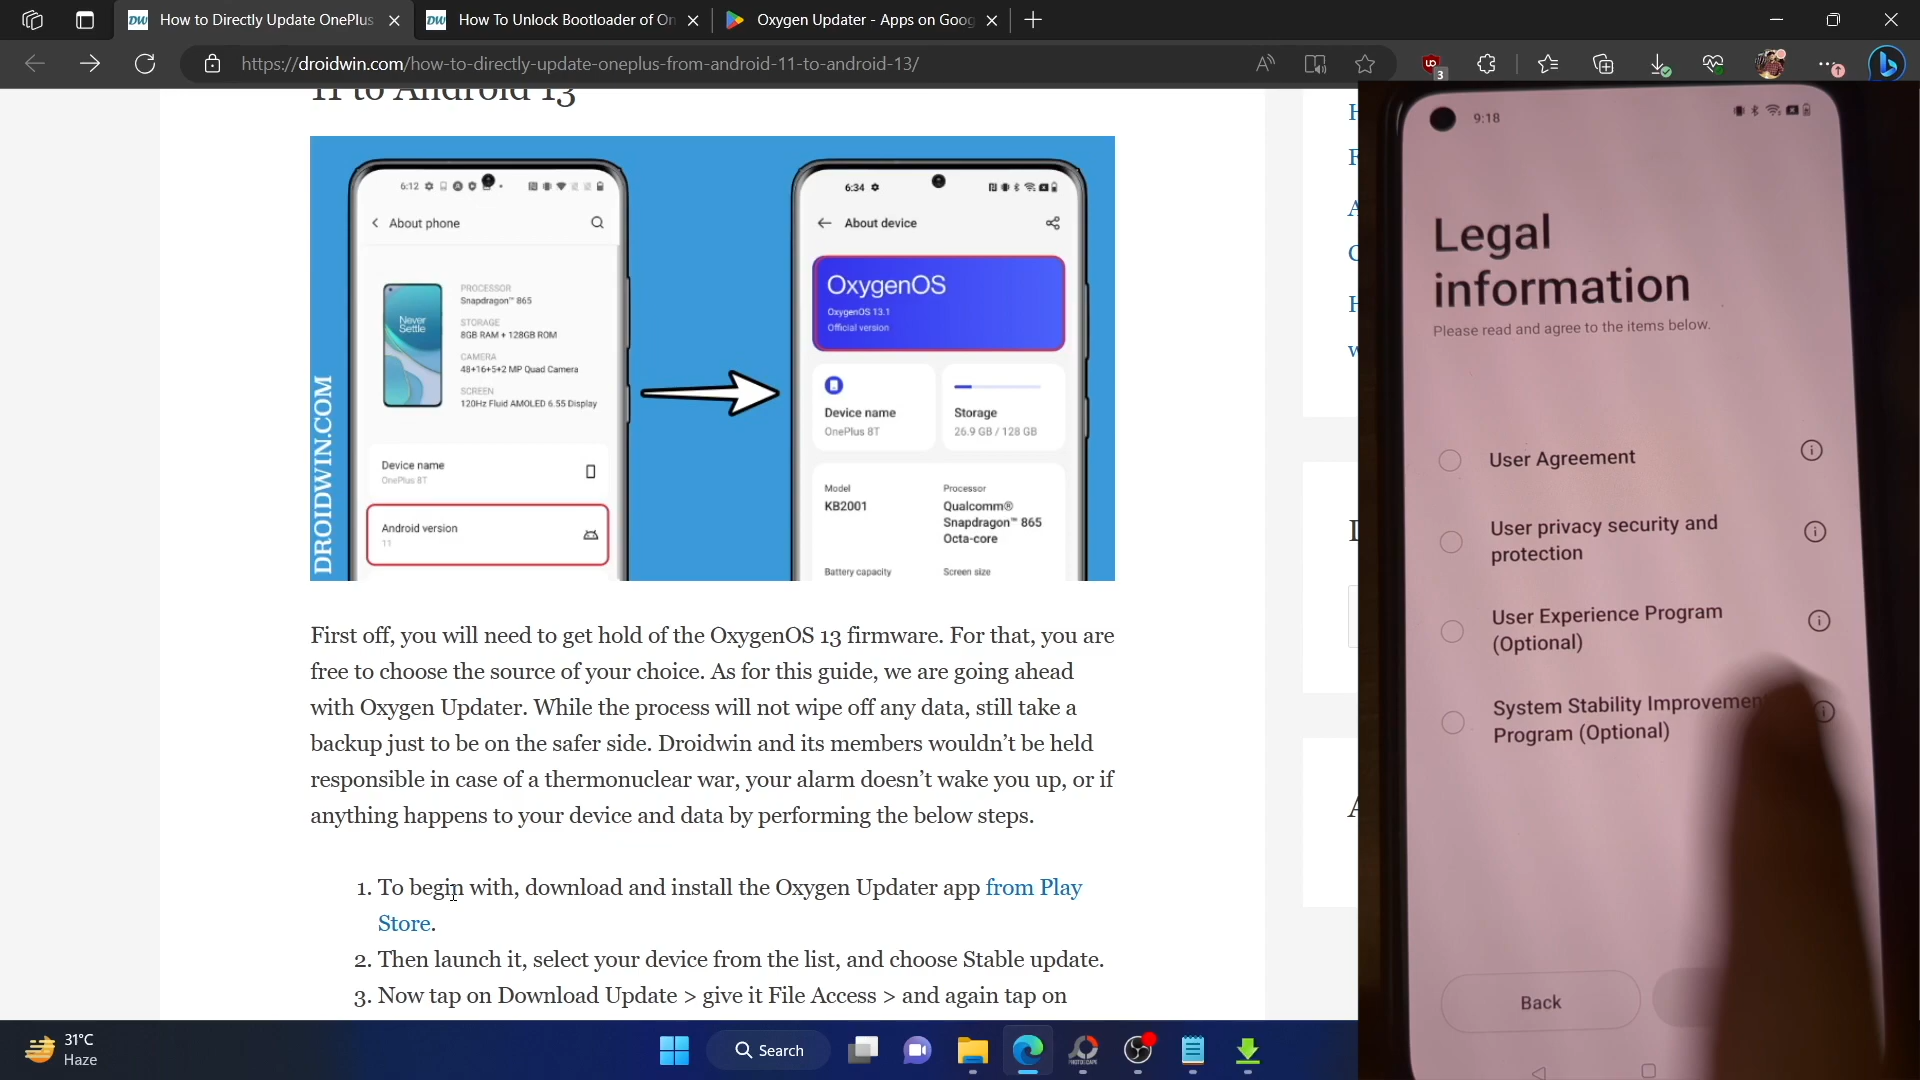 How to Directly Update OnePlus
How To Unlock Bootloader of On
Oxygen Updater - Apps on Goog
https://droidwin.com/how-to-directly-update-oneplus-from-android-11-to-android-13/
3
11 to Android 13
6:12
About phone
Never
Settle
PROCESSOR
Snapdragon™ 865
STORAGE
8GB RAM + 128GB ROM
CAMERA
48+16+5+2 MP Quad Camera
SCREEN
120Hz Fluid AMOLED 6.55 Display
Device name
OnePlus 8T
Android version
11
DROIDWIN.COM
6:34
About device
OxygenOS
OxygenOS 13.1
Official version
Device name
OnePlus 8T
Storage
26.9 GB / 128 GB
Model
KB2001
Processor
Qualcomm®
Snapdragon™ 865
Octa-core
Battery capacity
Screen size
First off, you will need to get hold of the OxygenOS 13 firmware. For that, you are
free to choose the source of your choice. As for this guide, we are going ahead
with Oxygen Updater. While the process will not wipe off any data, still take a
backup just to be on the safer side. Droidwin and its members wouldn’t be held
responsible in case of a thermonuclear war, your alarm doesn’t wake you up, or if
anything happens to your device and data by performing the below steps.
1. To begin with, download and install the Oxygen Updater app from Play
Store.
2. Then launch it, select your device from the list, and choose Stable update.
3. Now tap on Download Update > give it File Access > and again tap on
9:18
Legal
information
Please read and agree to the items below.
User Agreement
User privacy security and
protection
User Experience Program
(Optional)
System Stability Improvement
Program (Optional)
Back
31°C
Haze
Search